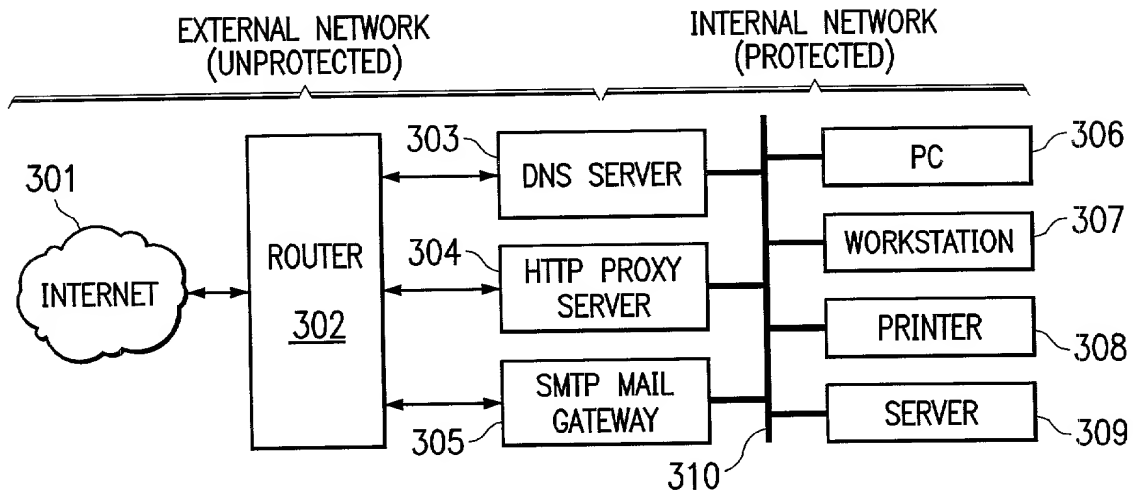 EXTERNAL NETWORK
(UNPROTECTED)
INTERNAL NETWORK
(PROTECTED)
301
INTERNET
ROUTER
302
303
DNS SERVER
304
HTTP PROXY
SERVER
SMTP MAIL
GATEWAY
305
310
PC
306
WORKSTATION
307
PRINTER
308
SERVER
309